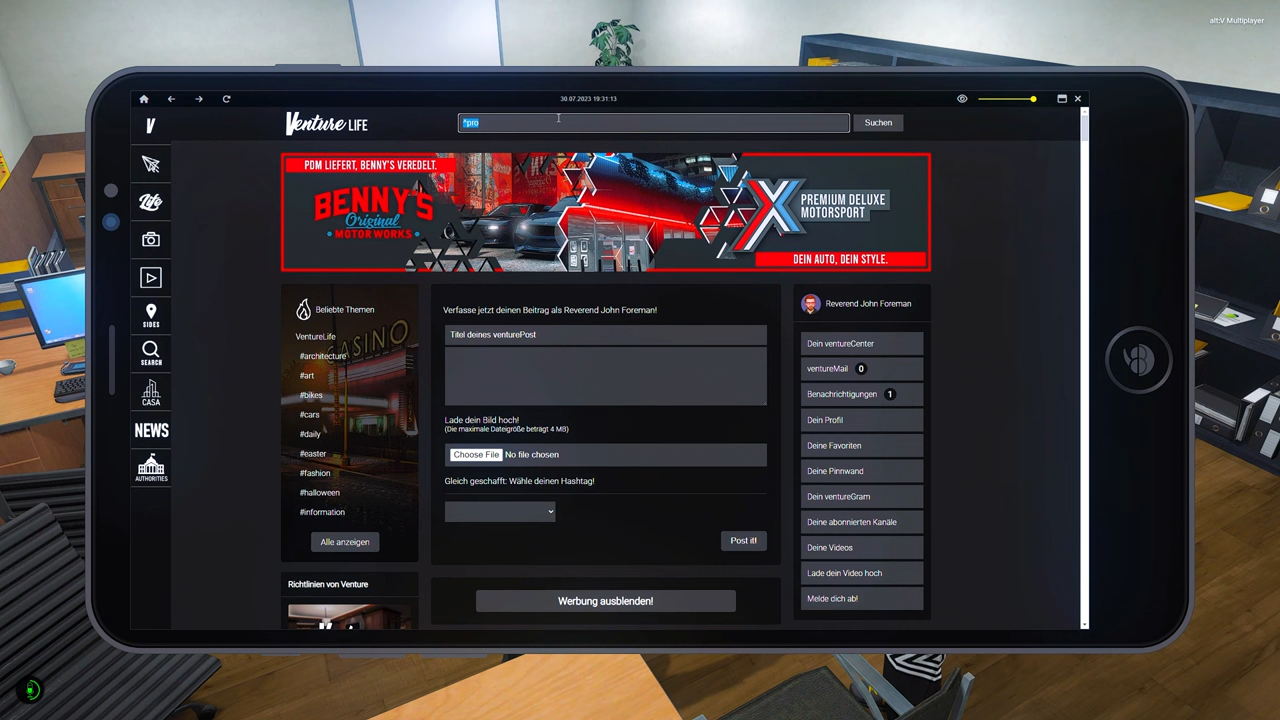 alt:V Multiplayer
30.07.2023 19:31:13
V
Venture LIFE
^pro
Suchen
PDM LIEFERT, BENNY'S VEREDELT.
BENNY'S
Original
MOTOR WORKS
PREMIUM DELUXE
MOTORSPORT
DEIN AUTO, DEIN STYLE.
Life
SIDES
SEARCH
CASA
NEWS
AUTHORITIES
Beliebte Themen
CASINO
VentureLife
#architecture
#art
#bikes
#cars
#daily
#easter
#fashion
#halloween
#information
Alle anzeigen
Richtlinien von Venture
Verfasse jetzt deinen Beitrag als Reverend John Foreman!
Titel deines venturePost
Lade dein Bild hoch!
(Die maximale Dateigröße beträgt 4 MB)
Choose File No file chosen
Gleich geschafft: Wähle deinen Hashtag!
Post it!
Werbung ausblenden!
Reverend John Foreman
Dein ventureCenter
ventureMail 0
Benachrichtigungen 1
Dein Profil
Deine Favoriten
Deine Pinnwand
Dein ventureGram
Deine abonnierten Kanäle
Deine Videos
Lade dein Video hoch
Melde dich ab!